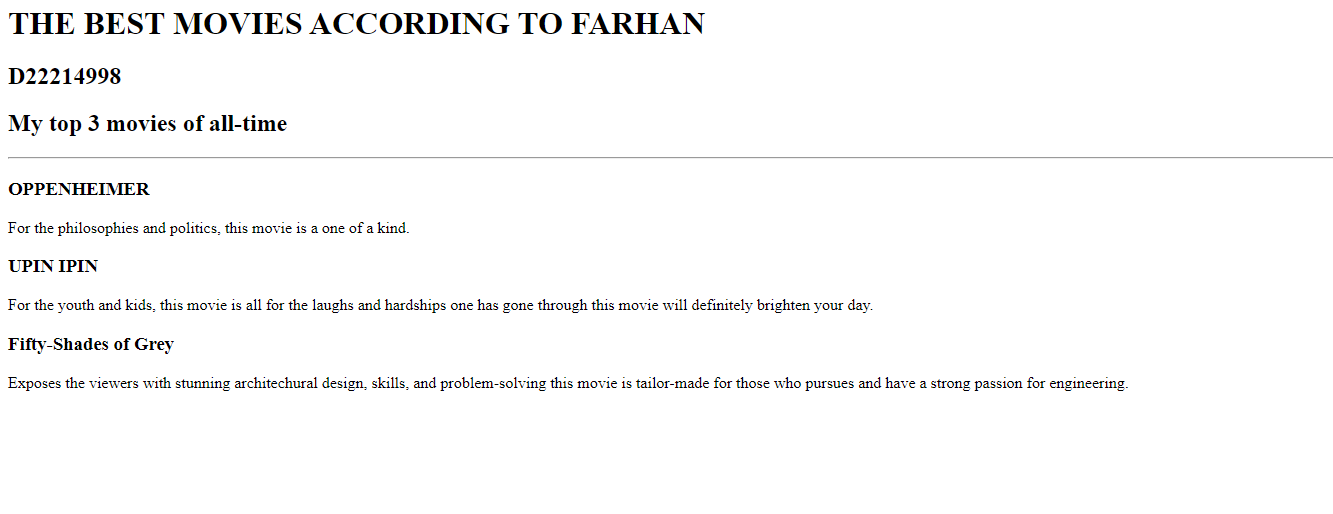 THE BEST MOVIES ACCORDING TO FARHAN
D22214998
My top 3 movies of all-time
OPPENHEIMER
For the philosophies and politics, this movie is a one of a kind.
UPIN IPIN
For the youth and kids, this movie is all for the laughs and hardships one has gone through this movie will definitely brighten your day.
Fifty-Shades of Grey
Exposes the viewers with stunning architechural design, skills, and problem-solving this movie is tailor-made for those who pursues and have a strong passion for engineering.